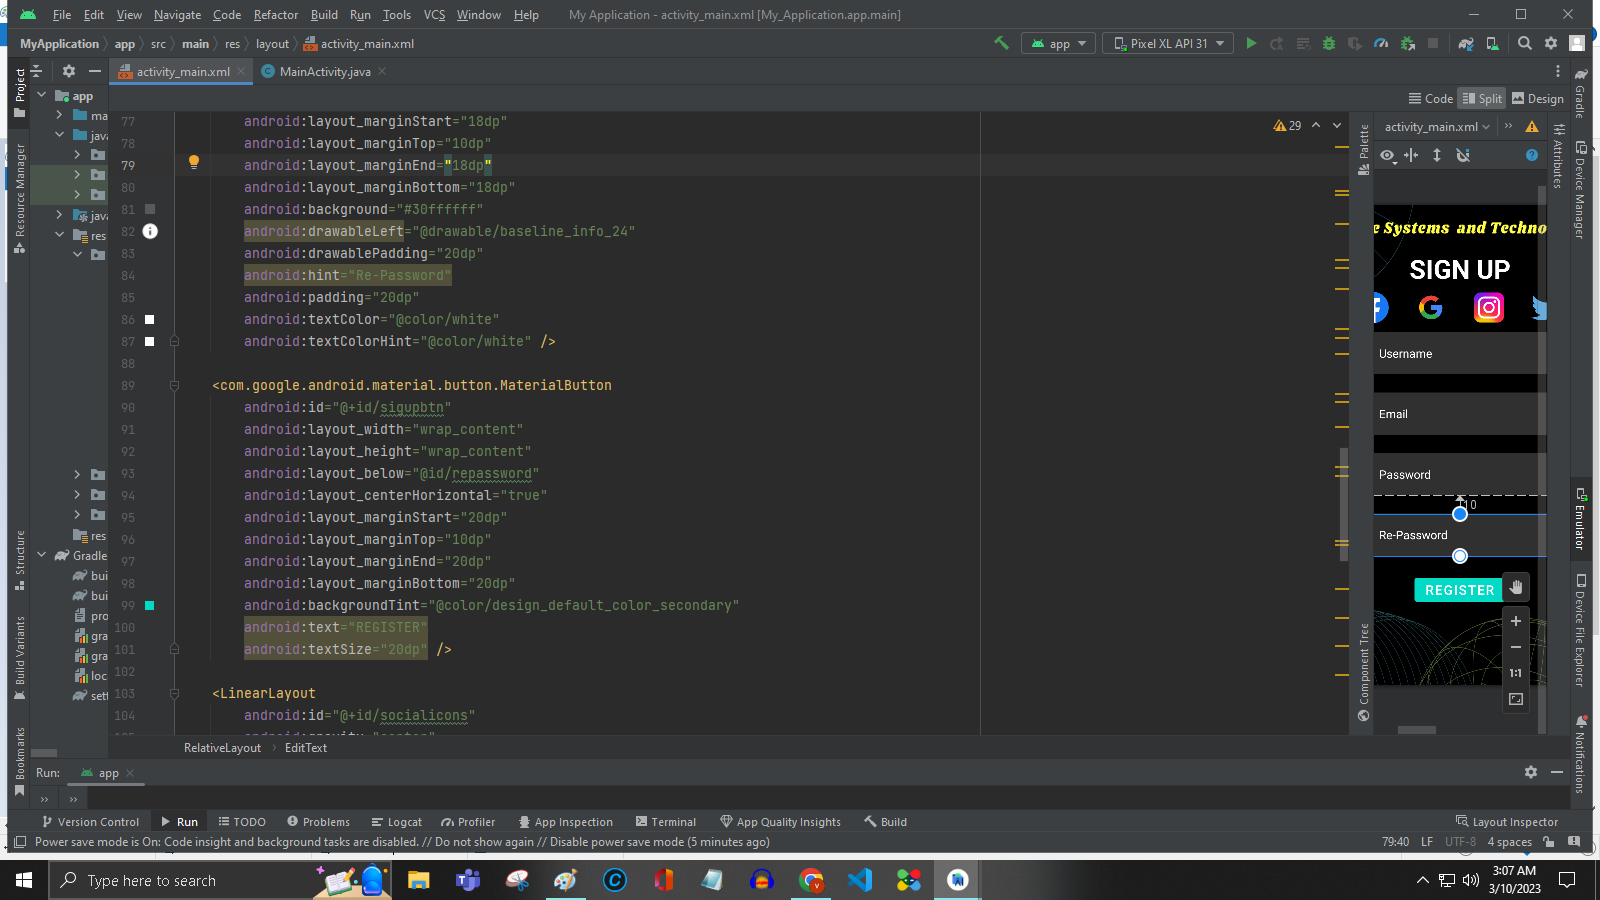 File Edit View Navigate Code Refactor Build Run Tools VCS Window Help My Application - activity_main.xml [My_Application.app.main]
MyApplication app src main res layout activity_main.xml app Pixel XL API 31
activity_main.xml MainActivity.java
Code Split Design
Project
Resource Manager
Structure
Build Variants
Bookmarks
app
ma
java
java
res
res
Gradle
bui
bui
pro
gra
gra
loc
sett
77 android:layout_marginStart="18dp"
78 android:layout_marginTop="10dp"
79 android:layout_marginEnd="18dp"
80 android:layout_marginBottom="18dp"
81 android:background="#30ffffff"
82 android:drawableLeft="@drawable/baseline_info_24"
83 android:drawablePadding="20dp"
84 android:hint="Re-Password"
85 android:padding="20dp"
86 android:textColor="@color/white"
87 android:textColorHint="@color/white" />
88
89 <com.google.android.material.button.MaterialButton
90 android:id="@+id/sigupbtn"
91 android:layout_width="wrap_content"
92 android:layout_height="wrap_content"
93 android:layout_below="@id/repassword"
94 android:layout_centerHorizontal="true"
95 android:layout_marginStart="20dp"
96 android:layout_marginTop="10dp"
97 android:layout_marginEnd="20dp"
98 android:layout_marginBottom="20dp"
99 android:backgroundTint="@color/design_default_color_secondary"
100 android:text="REGISTER"
101 android:textSize="20dp" />
102
103 <LinearLayout
104 android:id="@+id/socialicons"
29
RelativeLayout EditText
Palette
Component Tree
activity_main.xml
e Systems and Techno
SIGN UP
Username
Email
Password
10
Re-Password
REGISTER
1:1
Attributes
Gradle
Device Manager
Emulator
Device File Explorer
Notifications
Run: app
Version Control Run TODO Problems Logcat Profiler App Inspection Terminal App Quality Insights Build Layout Inspector
Power save mode is On: Code insight and background tasks are disabled. // Do not show again // Disable power save mode (5 minutes ago) 79:40 LF UTF-8 4 spaces
Type here to search
3:07 AM
3/10/2023